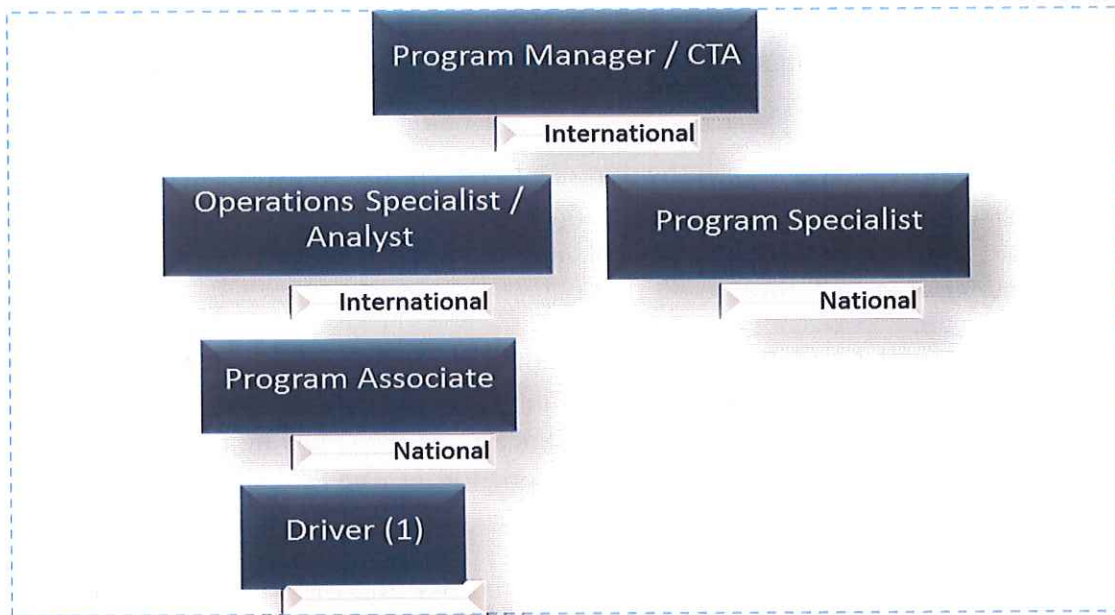 Program Manager / CTA
International
Operations Specialist /
Analyst
Program Specialist
International
National
Program Associate
National
Driver (1)